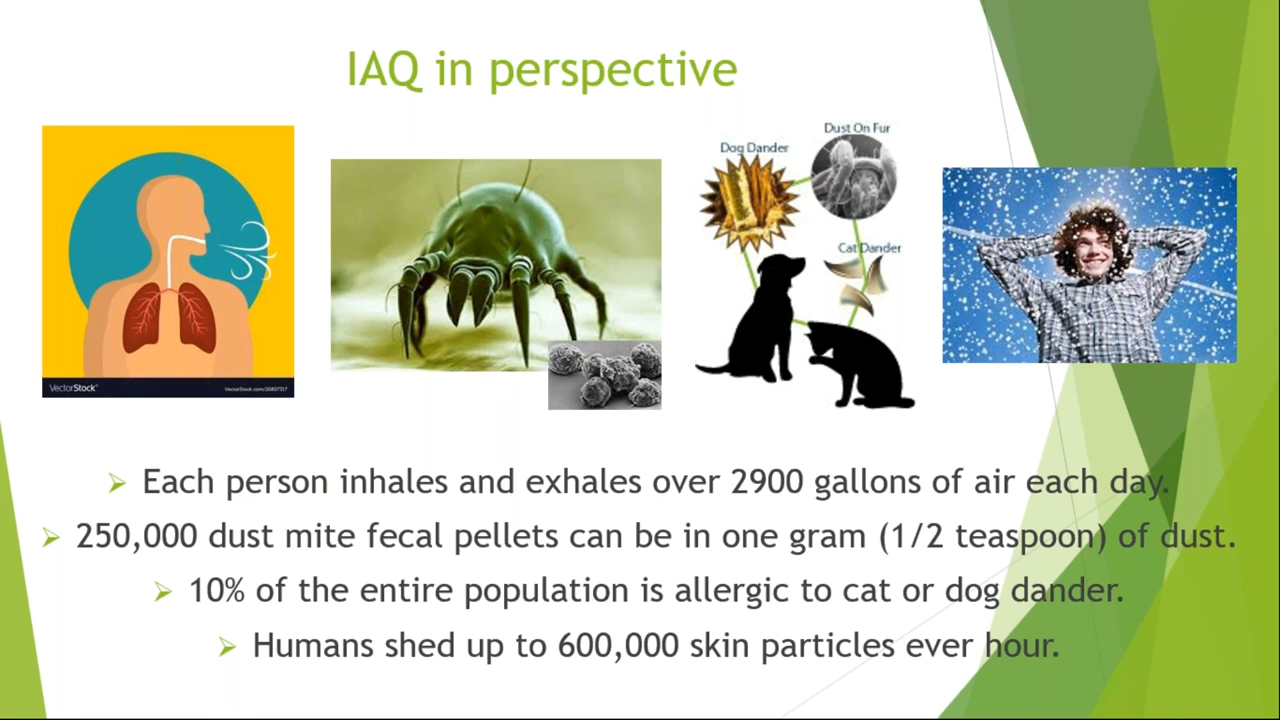 IAQ in perspective
Dust On Fur
Dog Dander
Cat Dander
VectorStock®
VectorStock.com/20807317
Each person inhales and exhales over 2900 gallons of air each day.
250,000 dust mite fecal pellets can be in one gram (1/2 teaspoon) of dust.
10% of the entire population is allergic to cat or dog dander.
Humans shed up to 600,000 skin particles ever hour.